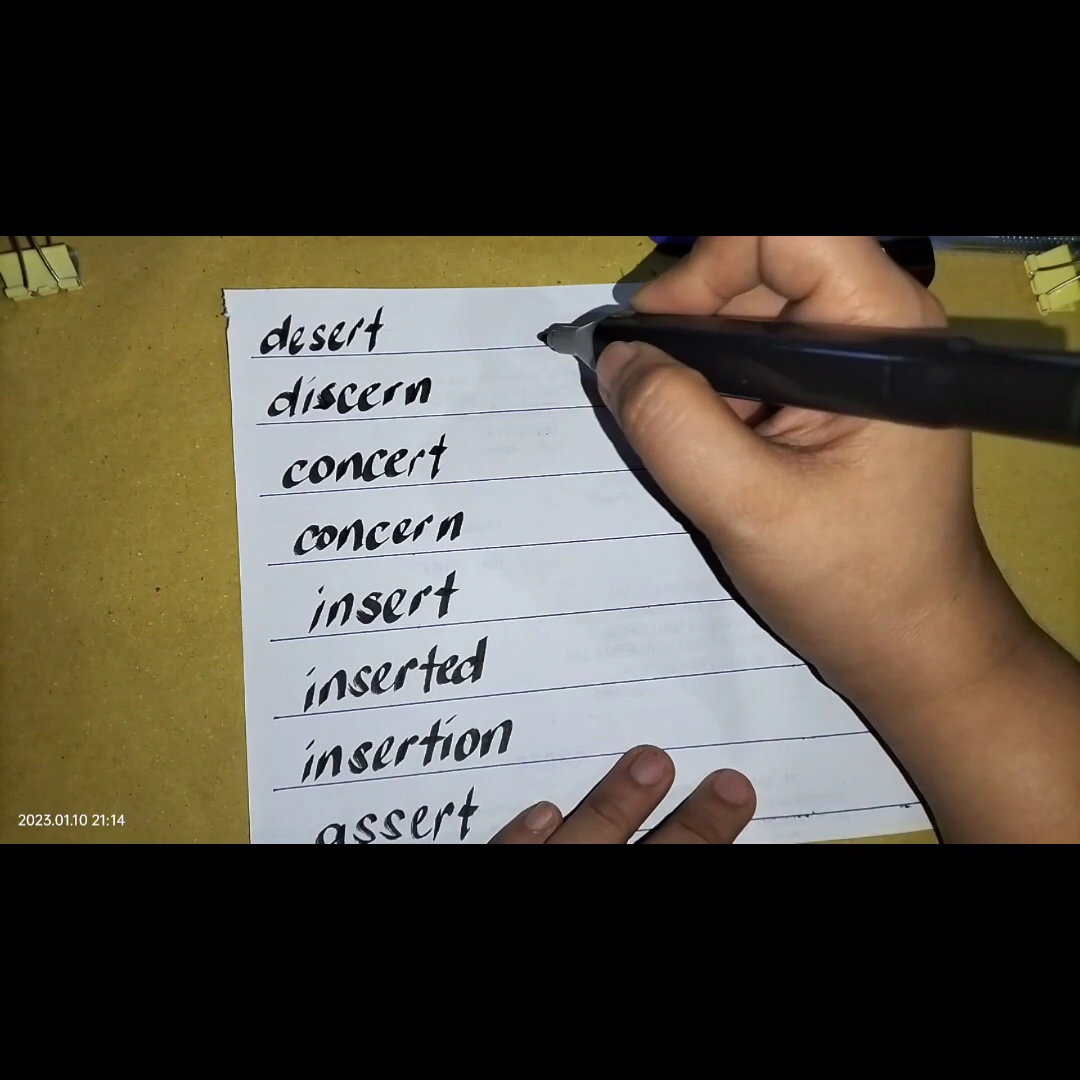 desert
discern
concert
concern
insert
inserted
insertion
assert
2023.01.10 21:14